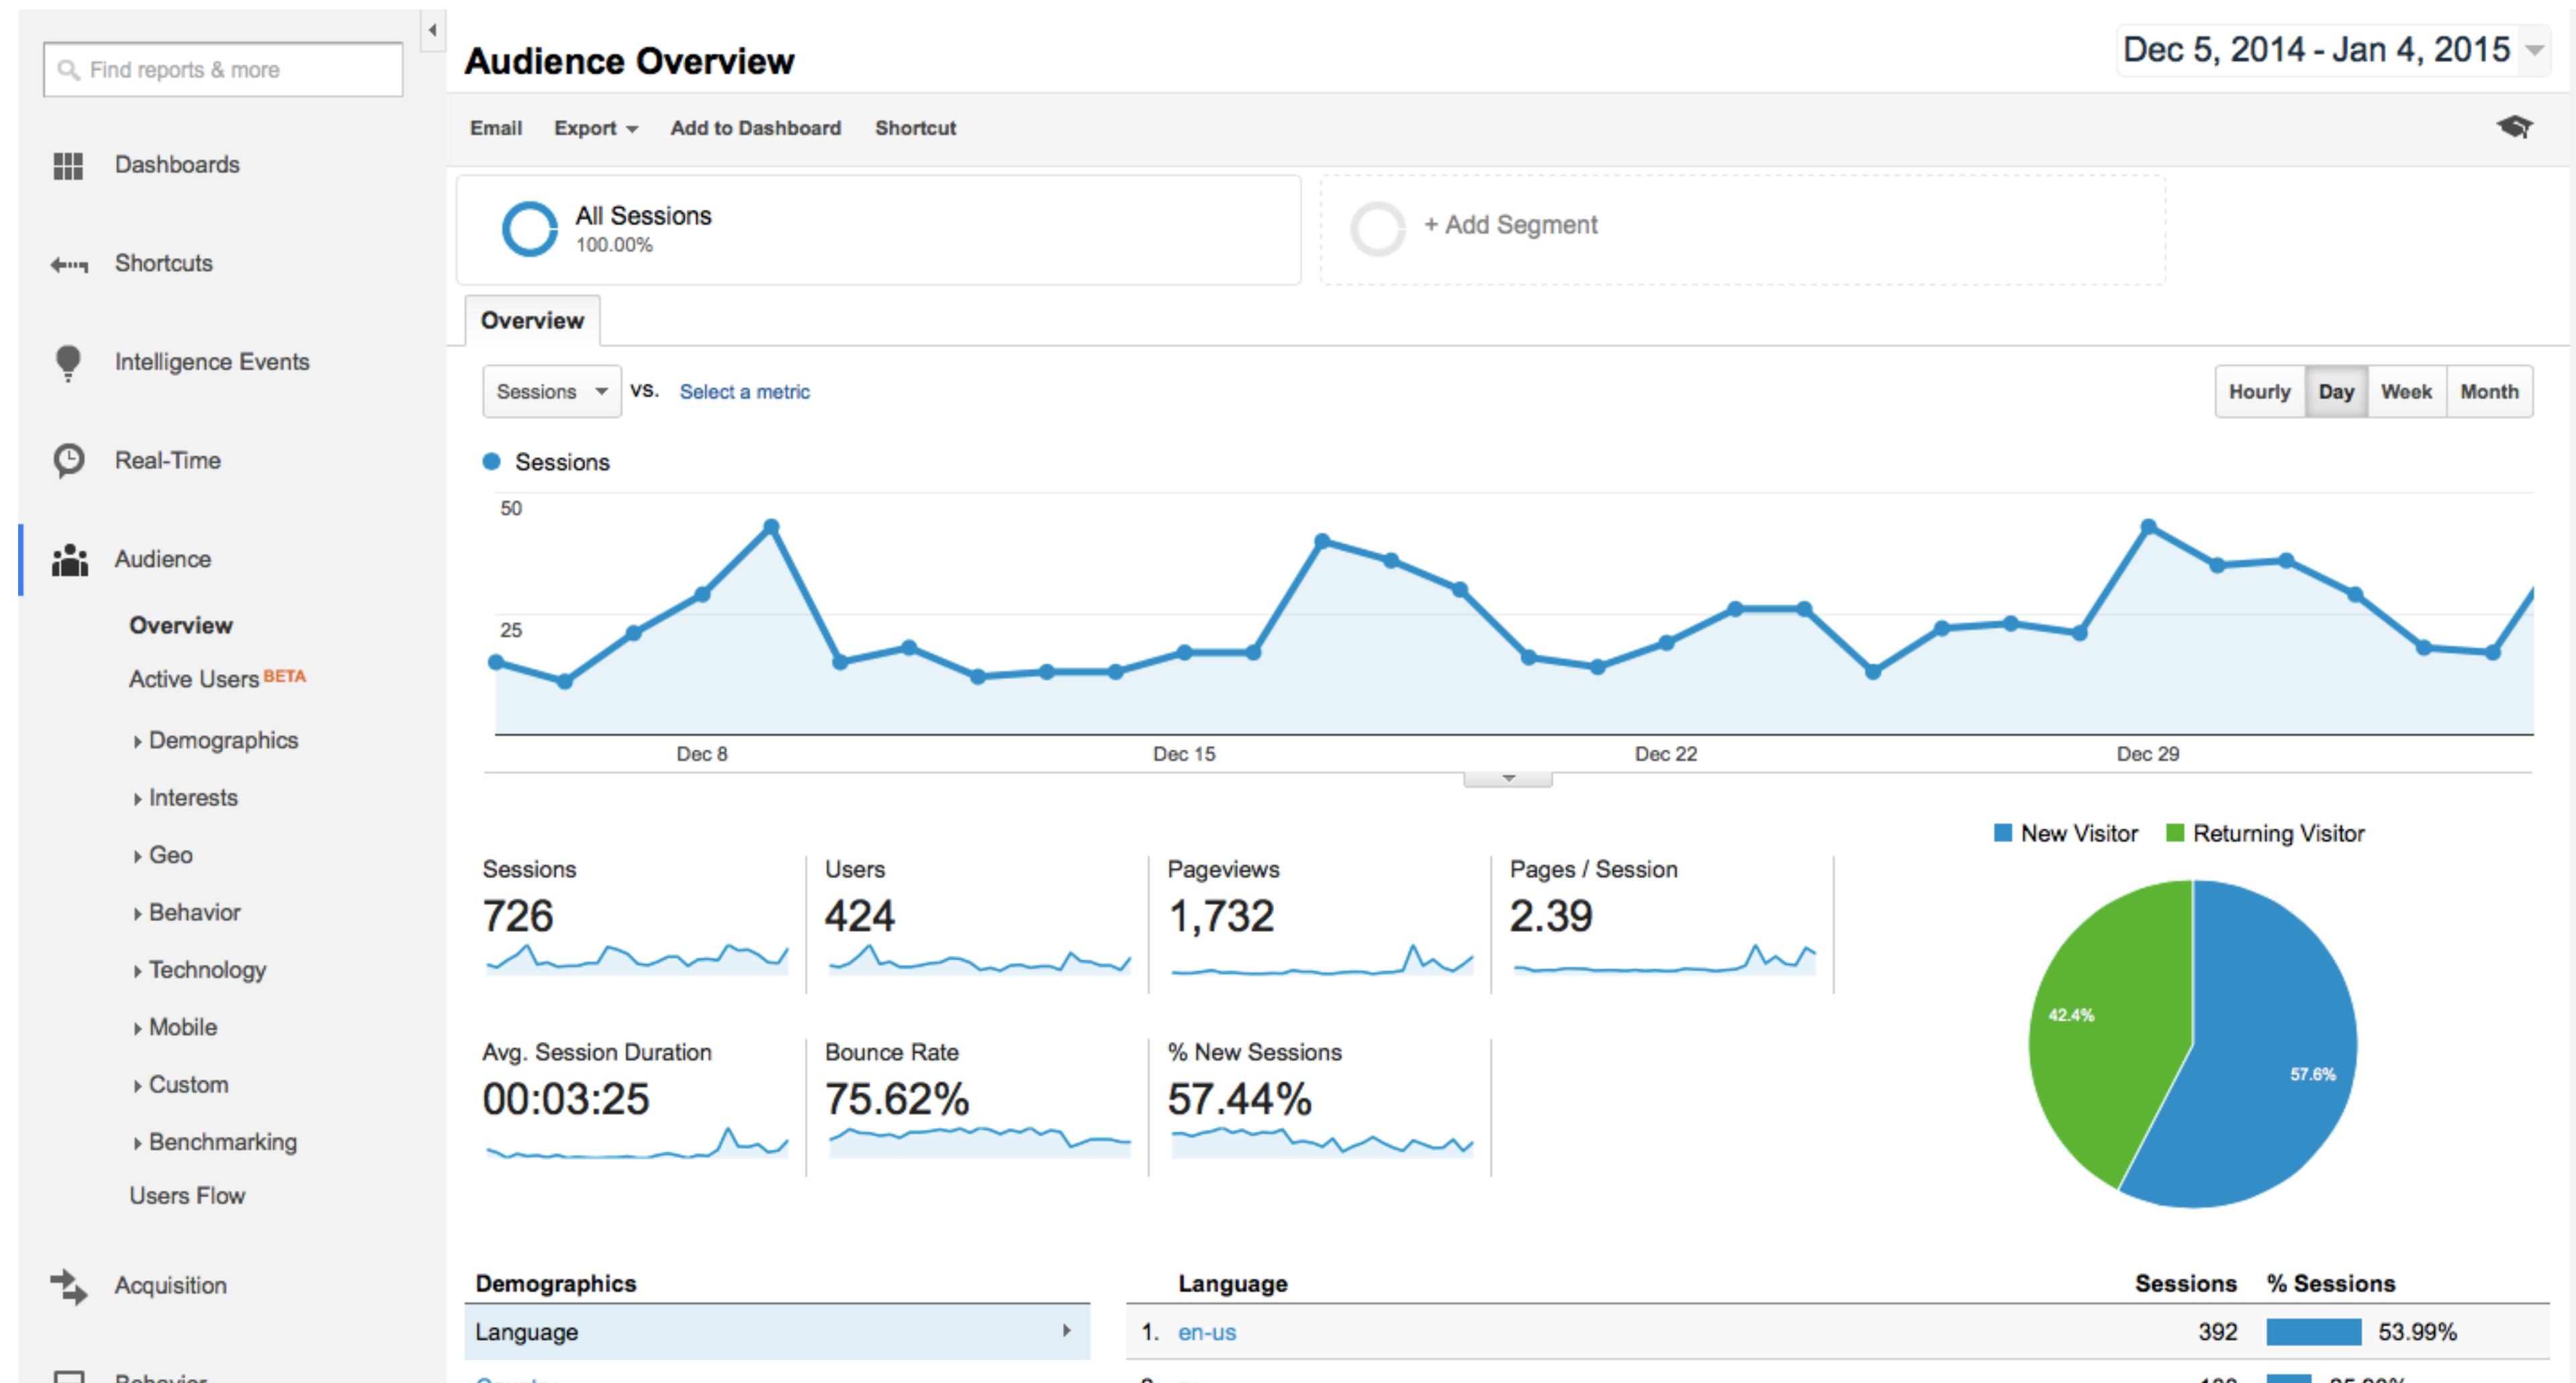 Find reports & more
Dashboards
Shortcuts
Intelligence Events
Real-Time
Audience
Overview
Active Users BETA
Demographics
Interests
Geo
Behavior
Technology
Mobile
Custom
Benchmarking
Users Flow
Acquisition
Behavior
Audience Overview
Dec 5, 2014 - Jan 4, 2015
Email Export Add to Dashboard Shortcut
All Sessions
100.00%
+ Add Segment
Overview
Sessions VS. Select a metric
Hourly Day Week Month
Sessions
50
25
Dec 8 Dec 15 Dec 22 Dec 29
New Visitor Returning Visitor
Sessions
726
Users
424
Pageviews
1,732
Pages / Session
2.39
Avg. Session Duration
00:03:25
Bounce Rate
75.62%
% New Sessions
57.44%
42.4%
57.6%
Demographics
Language
Country
Language Sessions % Sessions
1. en-us 392 53.99%